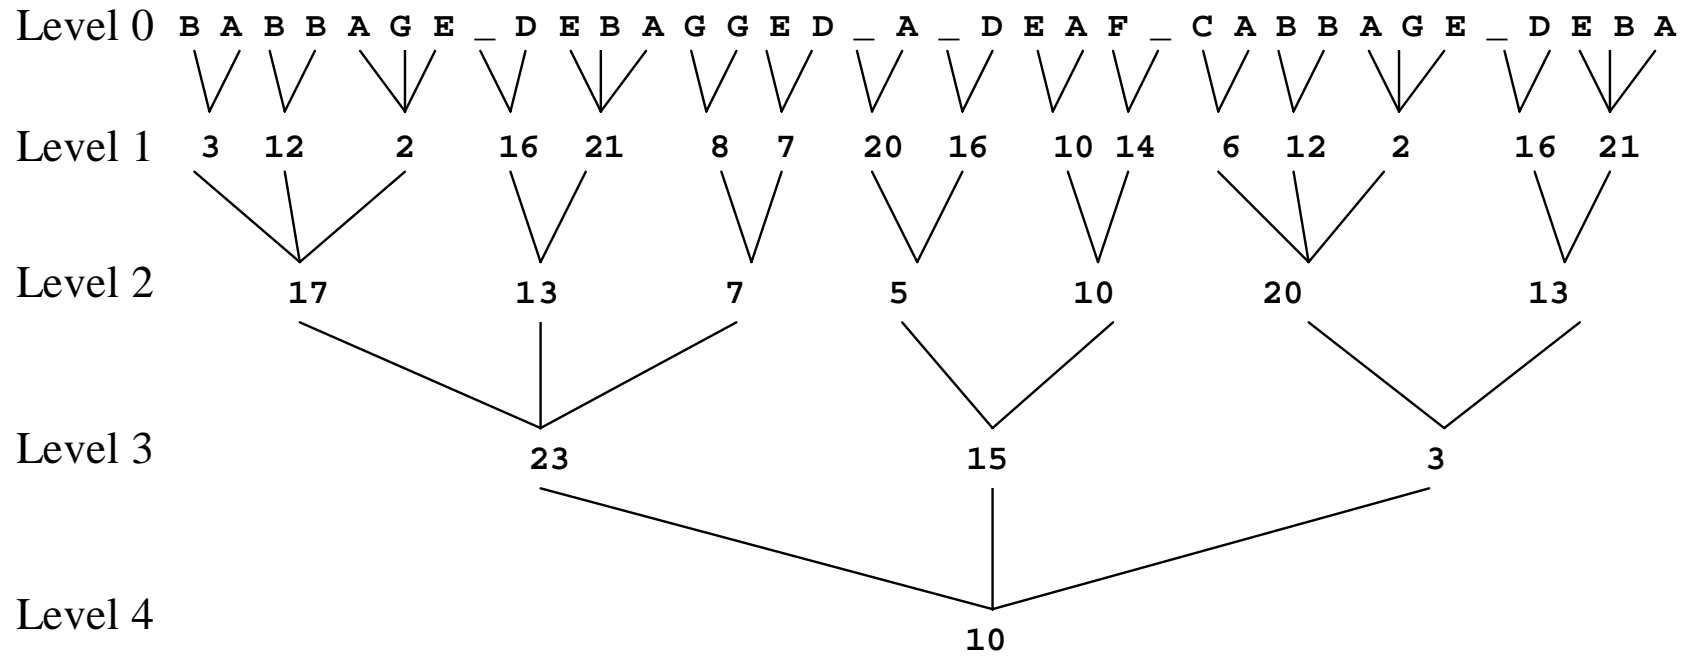 Level 0 B A B B A G E _ D E B A G G E D _ A _ D E A F _ C A B B A G E _ D E B A
Level 1 3 12 2 16 21 8 7 20 16 10 14 6 12 2 16 21
Level 2 17 13 7 5 10 20 13
Level 3 23 15 3
Level 4 10